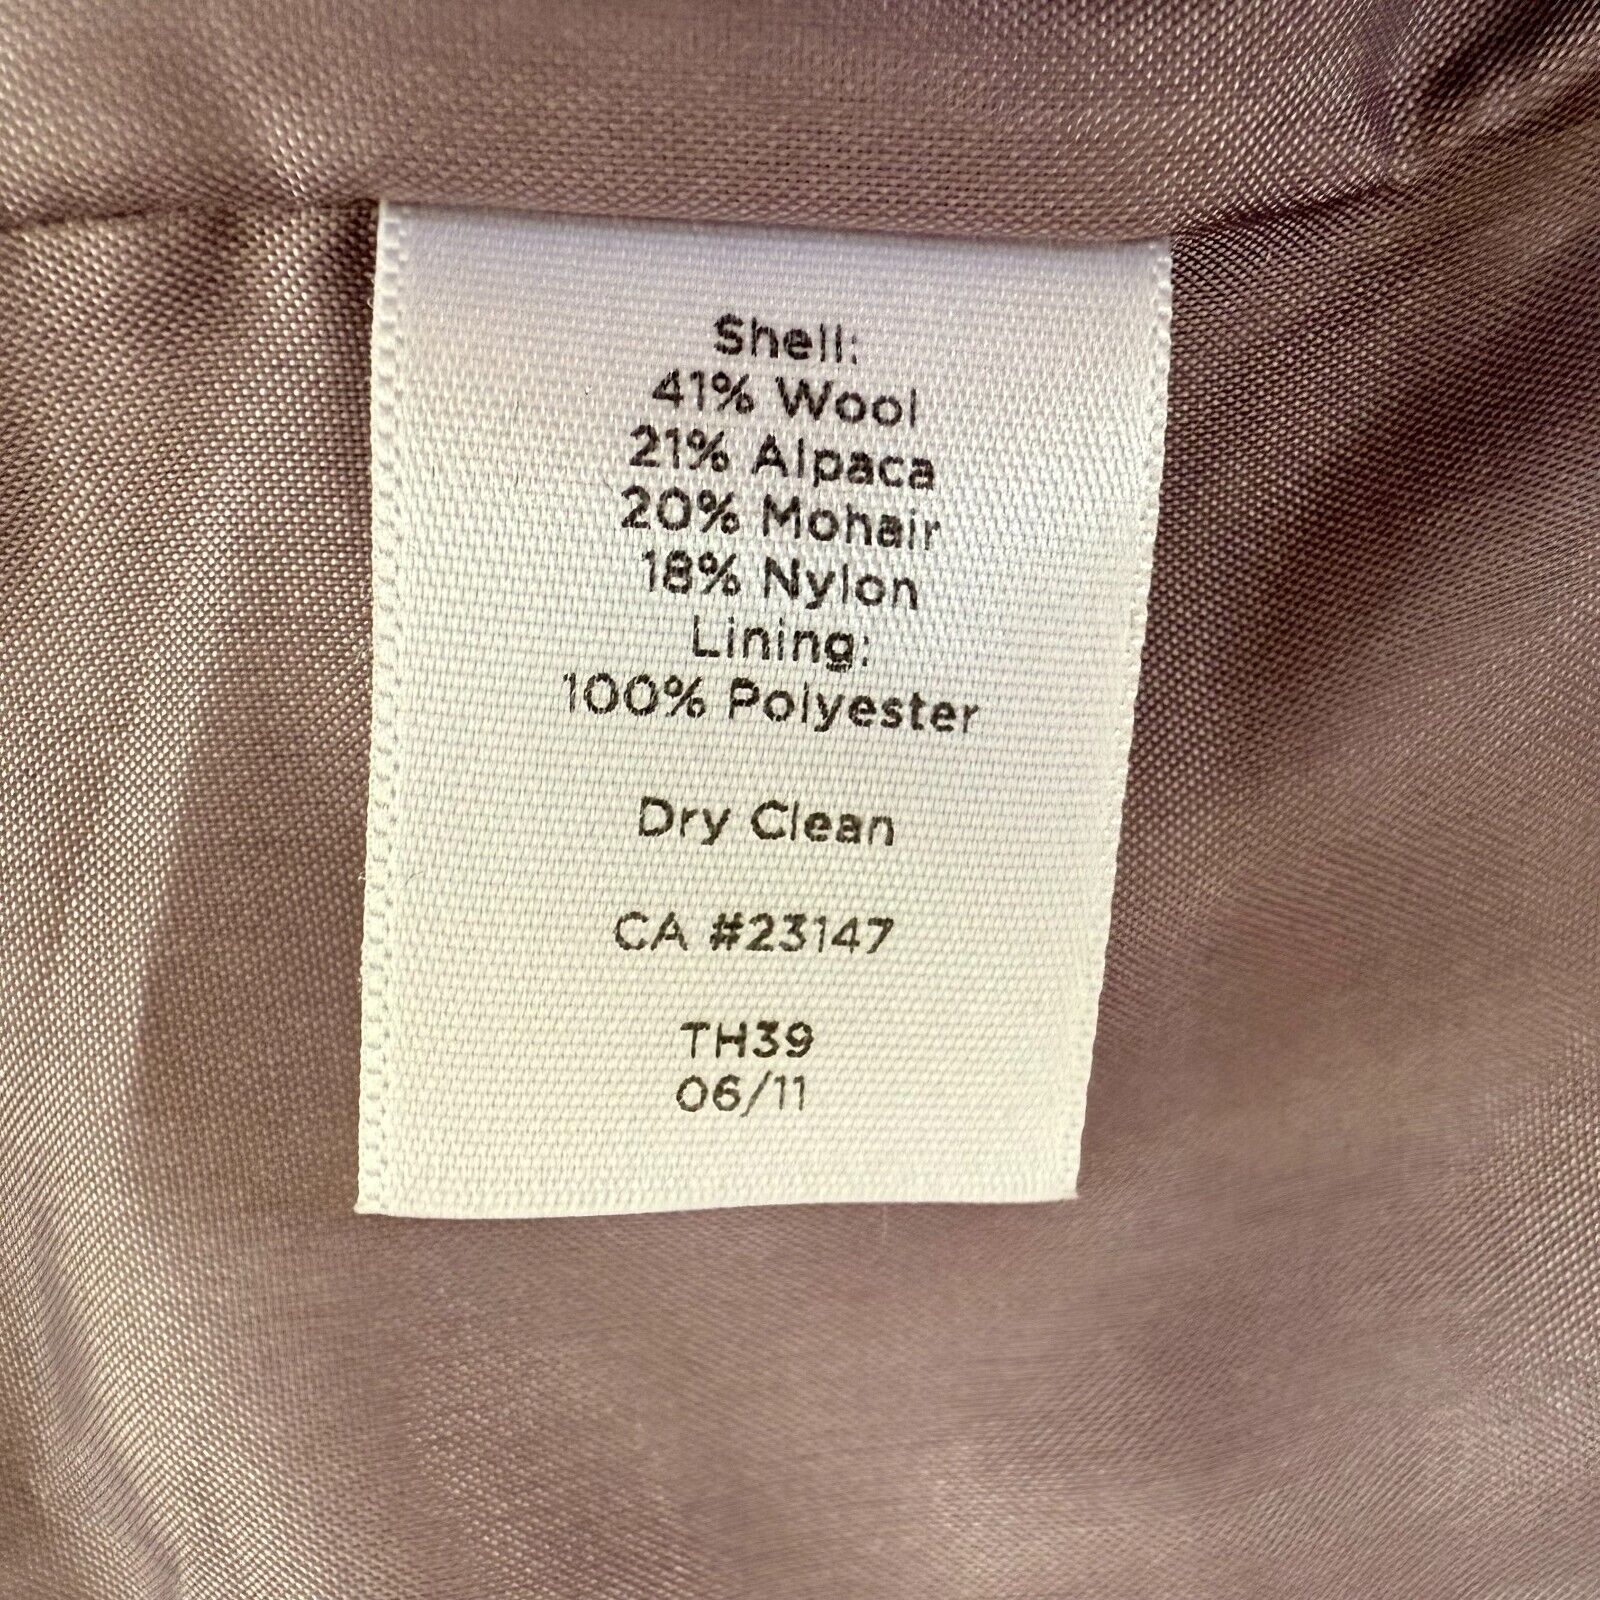 Shell:
41% Wool
21% Alpaca
20% Mohair
18% Nylon
Lining:
100% Polyester
Dry Clean
CA #23147
TH39
06/11